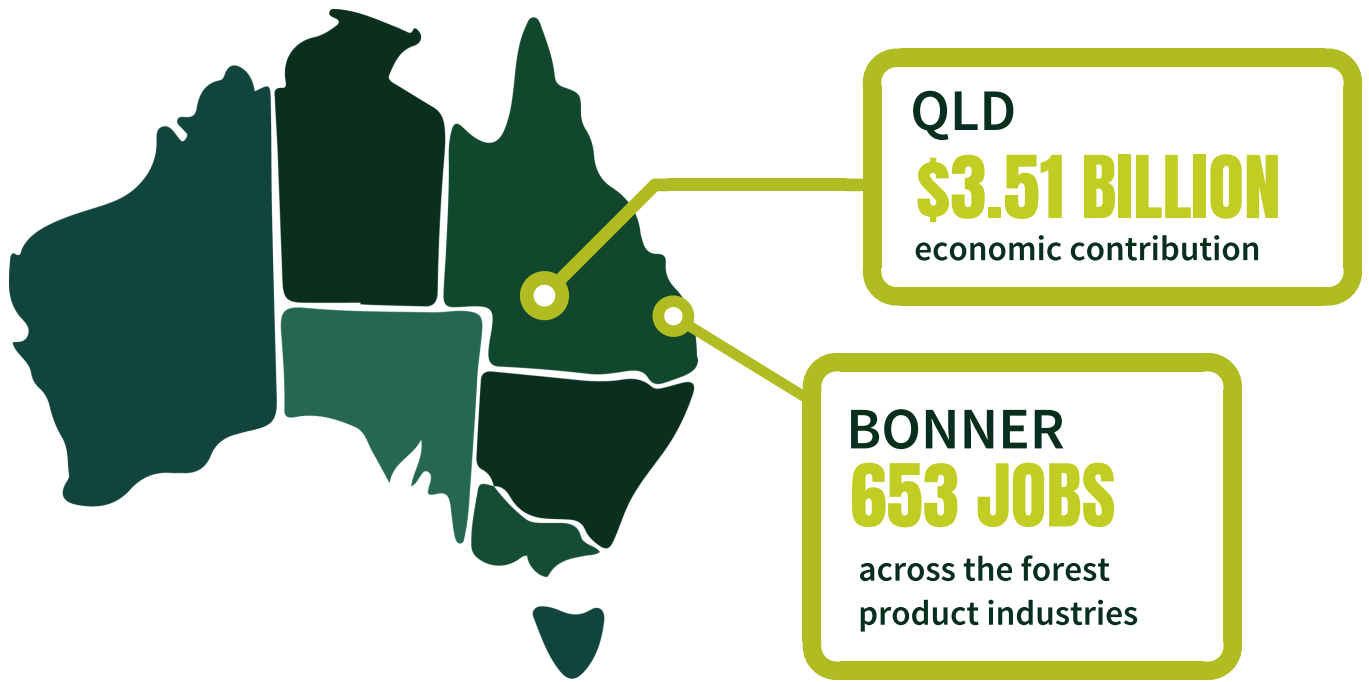 QLD
$3.51 BILLION
economic contribution
BONNER
653 JOBS
across the forest
product industries